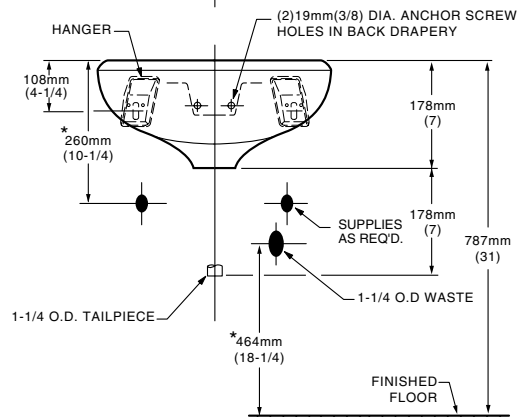 (2)19mm(3/8) DIA. ANCHOR SCREW
HOLES IN BACK DRAPERY
HANGER
108mm
(4-1/4)
*260mm
(10-1/4)
178mm
(7)
178mm
(7)
787mm
(31)
SUPPLIES
AS REQ'D.
1-1/4 O.D WASTE
1-1/4 O.D. TAILPIECE
*464mm
(18-1/4)
FINISHED
FLOOR